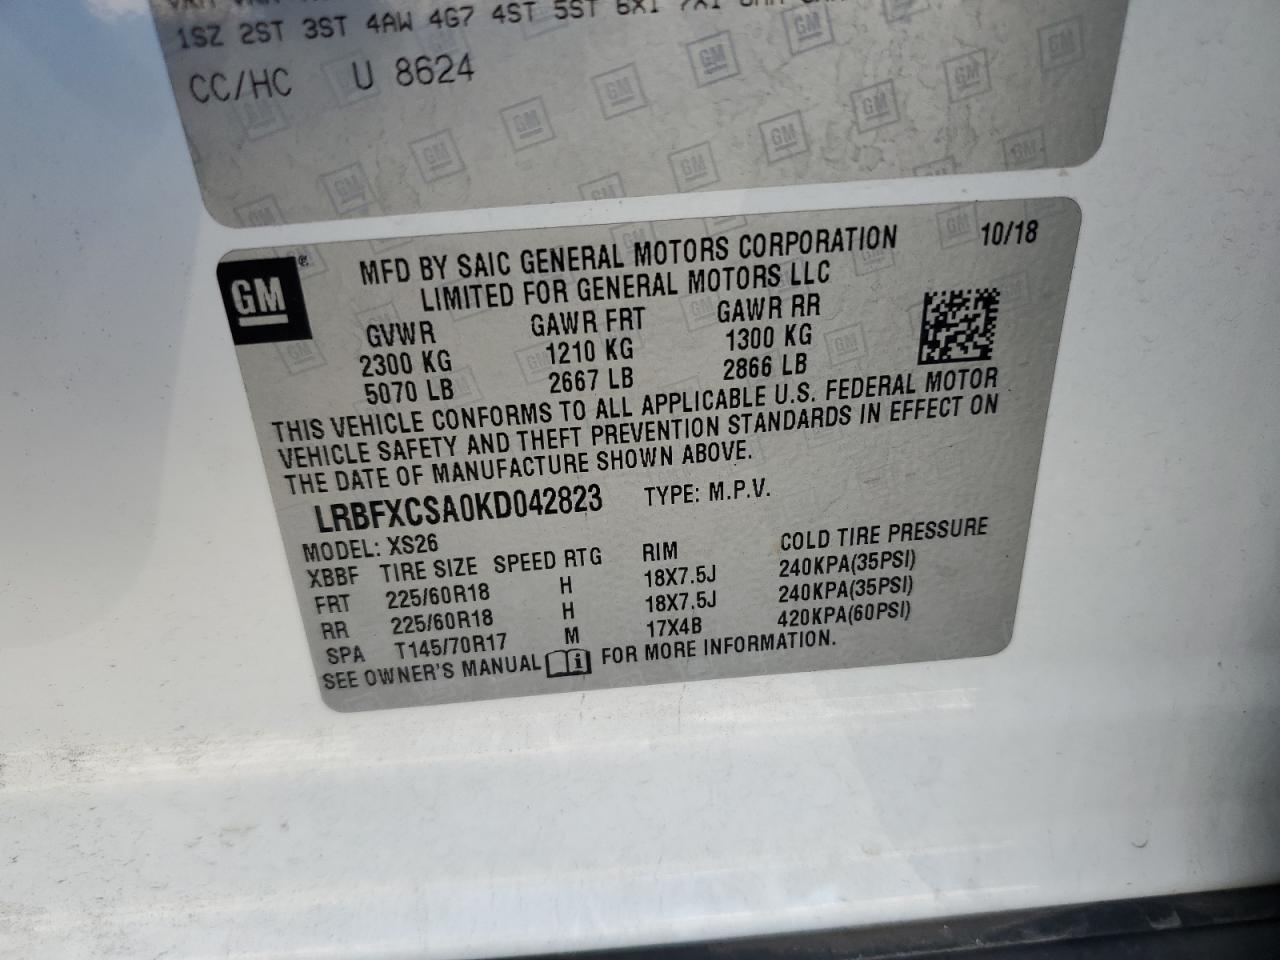 1SZ 2ST 3ST 4AW 4G7 4ST 5ST 6X1 7X1
CC/HC U 8624
GM ®
MFD BY SAIC GENERAL MOTORS CORPORATION 10/18
LIMITED FOR GENERAL MOTORS LLC
GVWR GAWR FRT GAWR RR
2300 KG 1210 KG 1300 KG
5070 LB 2667 LB 2866 LB
THIS VEHICLE CONFORMS TO ALL APPLICABLE U.S. FEDERAL MOTOR
VEHICLE SAFETY AND THEFT PREVENTION STANDARDS IN EFFECT ON
THE DATE OF MANUFACTURE SHOWN ABOVE.
LRBFXCSA0KD042823 TYPE: M.P.V.
MODEL: XS26
XBBF TIRE SIZE SPEED RTG RIM COLD TIRE PRESSURE
FRT 225/60R18 H 18X7.5J 240KPA(35PSI)
RR 225/60R18 H 18X7.5J 240KPA(35PSI)
SPA T145/70R17 M 17X4B 420KPA(60PSI)
SEE OWNER'S MANUAL i FOR MORE INFORMATION.